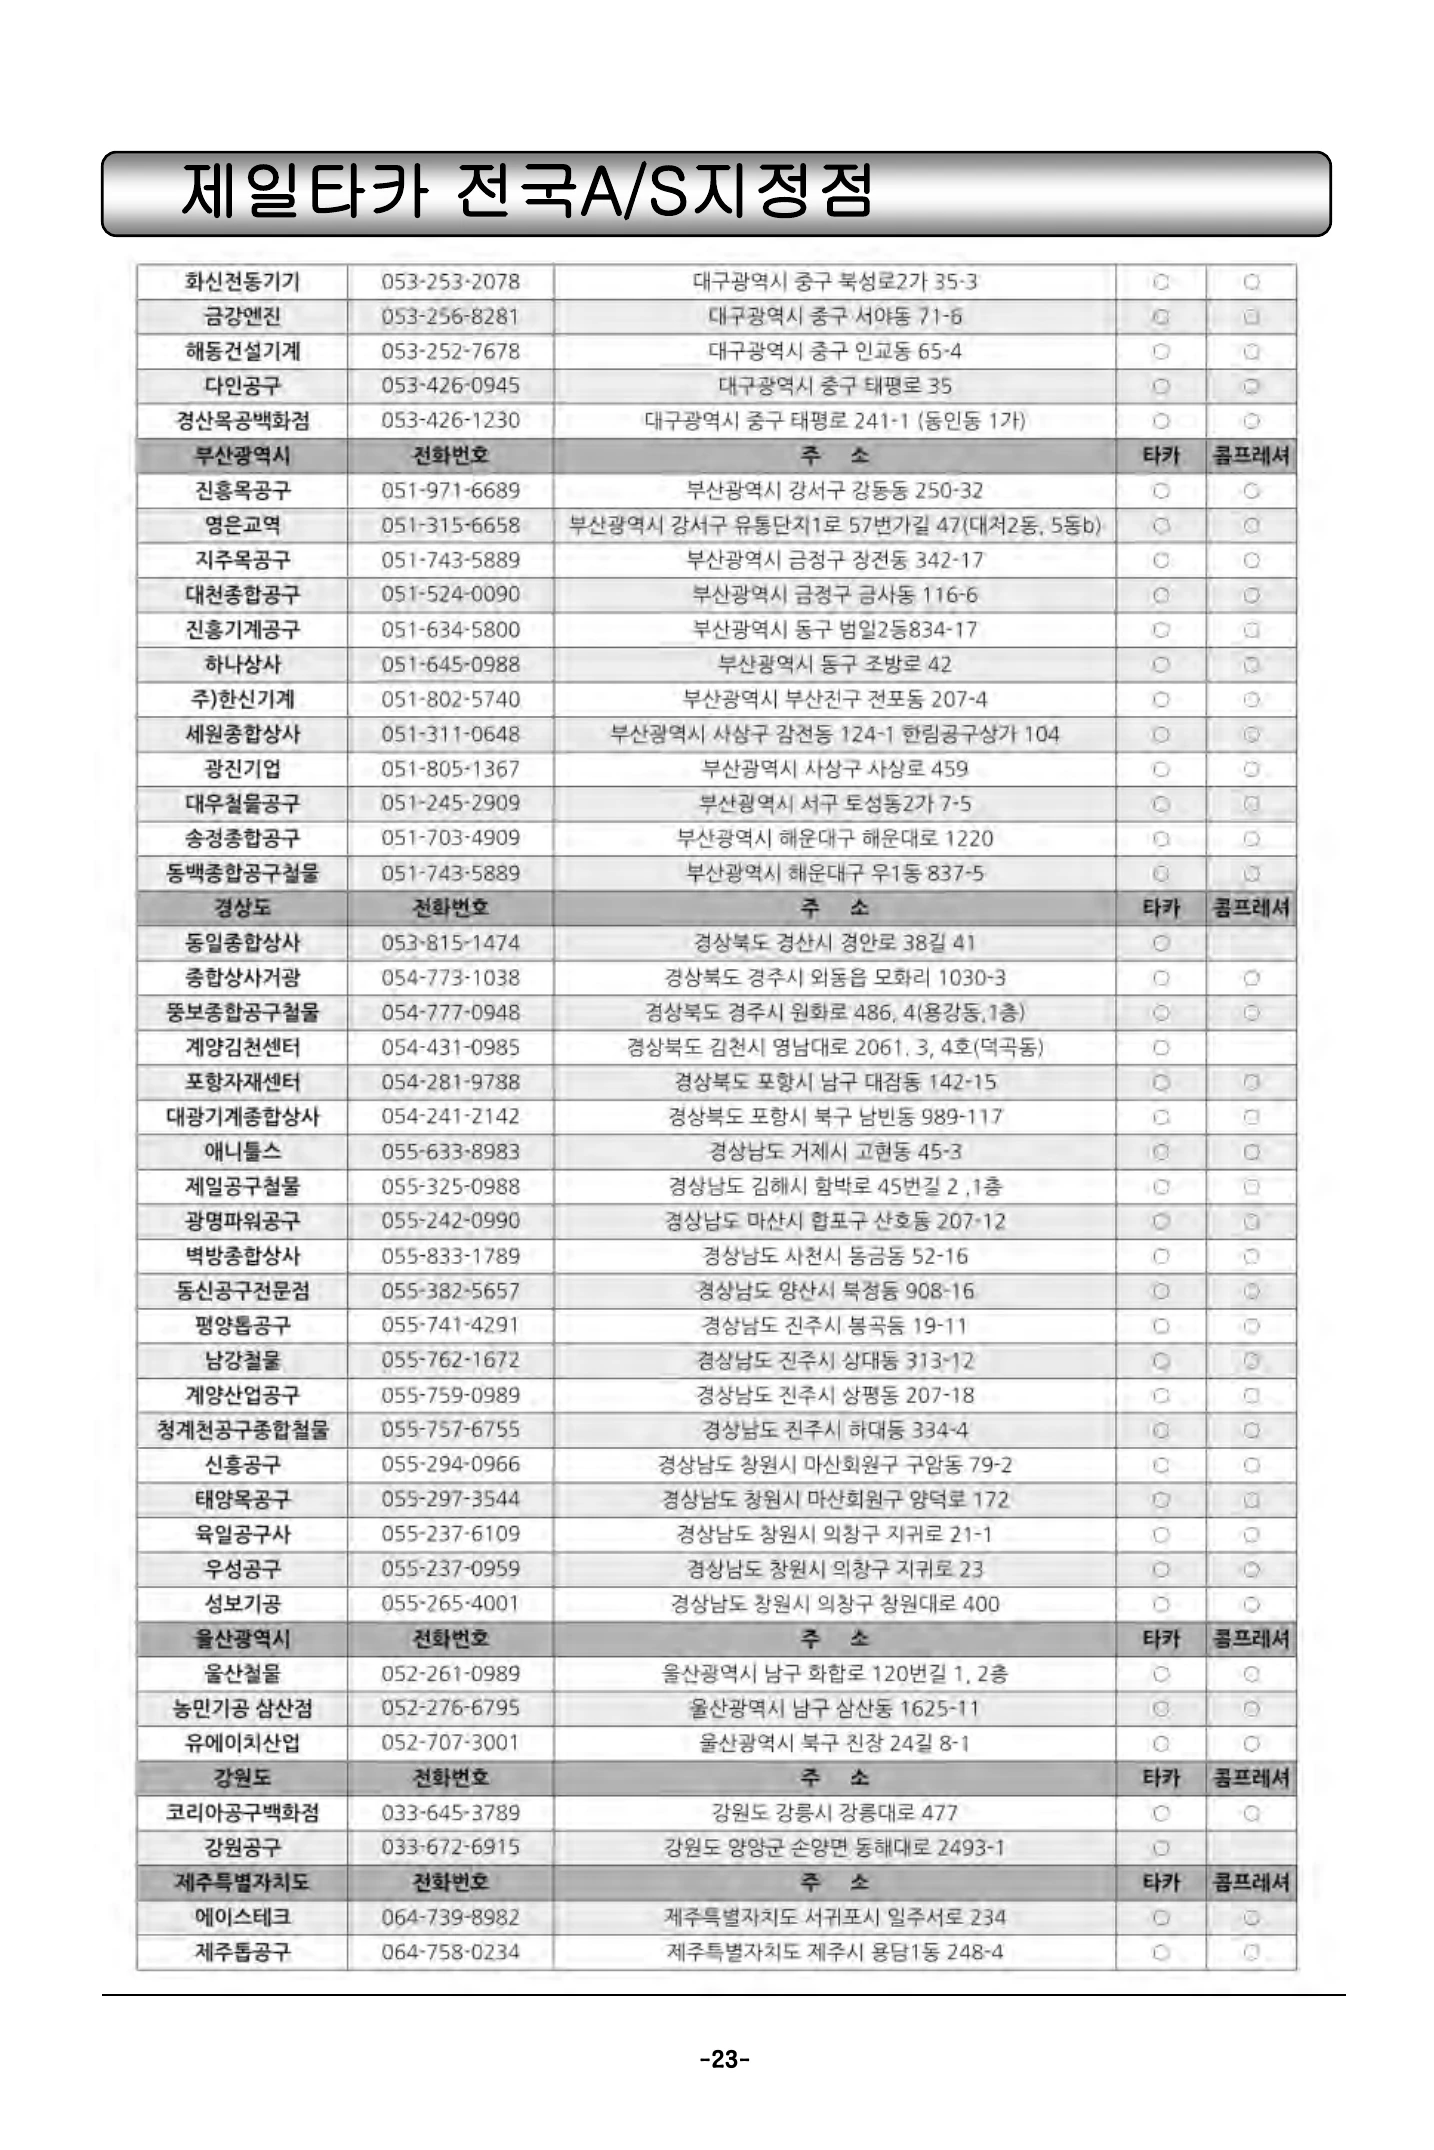 제일타카 전국A/S지정점
화신전동기기 053-253-2078 대구광역시 중구 북성로2가 35-3 ○ ○
금강엔진 053-256-8281 대구광역시 중구 서야동 71-6 ○ ○
해동건설기계 053-252-7678 대구광역시 중구 인교동 65-4 ○ ○
다인공구 053-426-0945 대구광역시 중구 태평로 35 ○ ○
경산목공백화점 053-426-1230 대구광역시 중구 태평로 241-1 (동인동 1가) ○ ○
부산광역시 전화번호 주 소 타카 콤프레셔
진흥목공구 051-971-6689 부산광역시 강서구 강동동 250-32 ○ ○
영은교역 051-315-6658 부산광역시 강서구 유통단지1로 57번가길 47(대저2동, 5동b) ○ ○
지주목공구 051-743-5889 부산광역시 금정구 장전동 342-17 ○ ○
대천종합공구 051-524-0090 부산광역시 금정구 금사동 116-6 ○ ○
진흥기계공구 051-634-5800 부산광역시 동구 범일2동834-17 ○ ○
하나상사 051-645-0988 부산광역시 동구 조방로 42 ○ ○
주)한신기계 051-802-5740 부산광역시 부산진구 전포동 207-4 ○ ○
세원종합상사 051-311-0648 부산광역시 사상구 감전동 124-1 한림공구상가 104 ○ ○
광진기업 051-805-1367 부산광역시 사상구 사상로 459 ○ ○
대우철물공구 051-245-2909 부산광역시 서구 토성동2가 7-5 ○ ○
송정종합공구 051-703-4909 부산광역시 해운대구 해운대로 1220 ○ ○
동백종합공구철물 051-743-5889 부산광역시 해운대구 우1동 837-5 ○ ○
경상도 전화번호 주 소 타카 콤프레셔
동일종합상사 053-815-1474 경상북도 경산시 경안로 38길 41 ○
종합상사거광 054-773-1038 경상북도 경주시 외동읍 모화리 1030-3 ○ ○
뚱보종합공구철물 054-777-0948 경상북도 경주시 원화로 486, 4(용강동,1층) ○ ○
계양김천센터 054-431-0985 경상북도 김천시 영남대로 2061. 3, 4호(덕곡동) ○
포항자재센터 054-281-9788 경상북도 포항시 남구 대잠동 142-15 ○ ○
대광기계종합상사 054-241-2142 경상북도 포항시 북구 남빈동 989-117 ○ ○
애니툴스 055-633-8983 경상남도 거제시 고현동 45-3 ○ ○
제일공구철물 055-325-0988 경상남도 김해시 함박로 45번길 2 ,1층 ○ ○
광명파워공구 055-242-0990 경상남도 마산시 합포구 산호동 207-12 ○ ○
벽방종합상사 055-833-1789 경상남도 사천시 동금동 52-16 ○ ○
동신공구전문점 055-382-5657 경상남도 양산시 북정동 908-16 ○ ○
평양톱공구 055-741-4291 경상남도 진주시 봉곡동 19-11 ○ ○
남강철물 055-762-1672 경상남도 진주시 상대동 313-12 ○ ○
계양산업공구 055-759-0989 경상남도 진주시 상평동 207-18 ○ ○
청계천공구종합철물 055-757-6755 경상남도 진주시 하대동 334-4 ○ ○
신흥공구 055-294-0966 경상남도 창원시 마산회원구 구암동 79-2 ○ ○
태양목공구 055-297-3544 경상남도 창원시 마산회원구 양덕로 172 ○ ○
육일공구사 055-237-6109 경상남도 창원시 의창구 지귀로 21-1 ○ ○
우성공구 055-237-0959 경상남도 창원시 의창구 지귀로 23 ○ ○
성보기공 055-265-4001 경상남도 창원시 의창구 창원대로 400 ○ ○
울산광역시 전화번호 주 소 타카 콤프레셔
울산철물 052-261-0989 울산광역시 남구 화합로 120번길 1, 2층 ○ ○
농민기공 삼산점 052-276-6795 울산광역시 남구 삼산동 1625-11 ○ ○
유에이치산업 052-707-3001 울산광역시 북구 진장 24길 8-1 ○ ○
강원도 전화번호 주 소 타카 콤프레셔
코리아공구백화점 033-645-3789 강원도 강릉시 강릉대로 477 ○ ○
강원공구 033-672-6915 강원도 양양군 손양면 동해대로 2493-1 ○
제주특별자치도 전화번호 주 소 타카 콤프레셔
에이스테크 064-739-8982 제주특별자치도 서귀포시 일주서로 234 ○ ○
제주톱공구 064-758-0234 제주특별자치도 제주시 용담1동 248-4 ○ ○
-23-